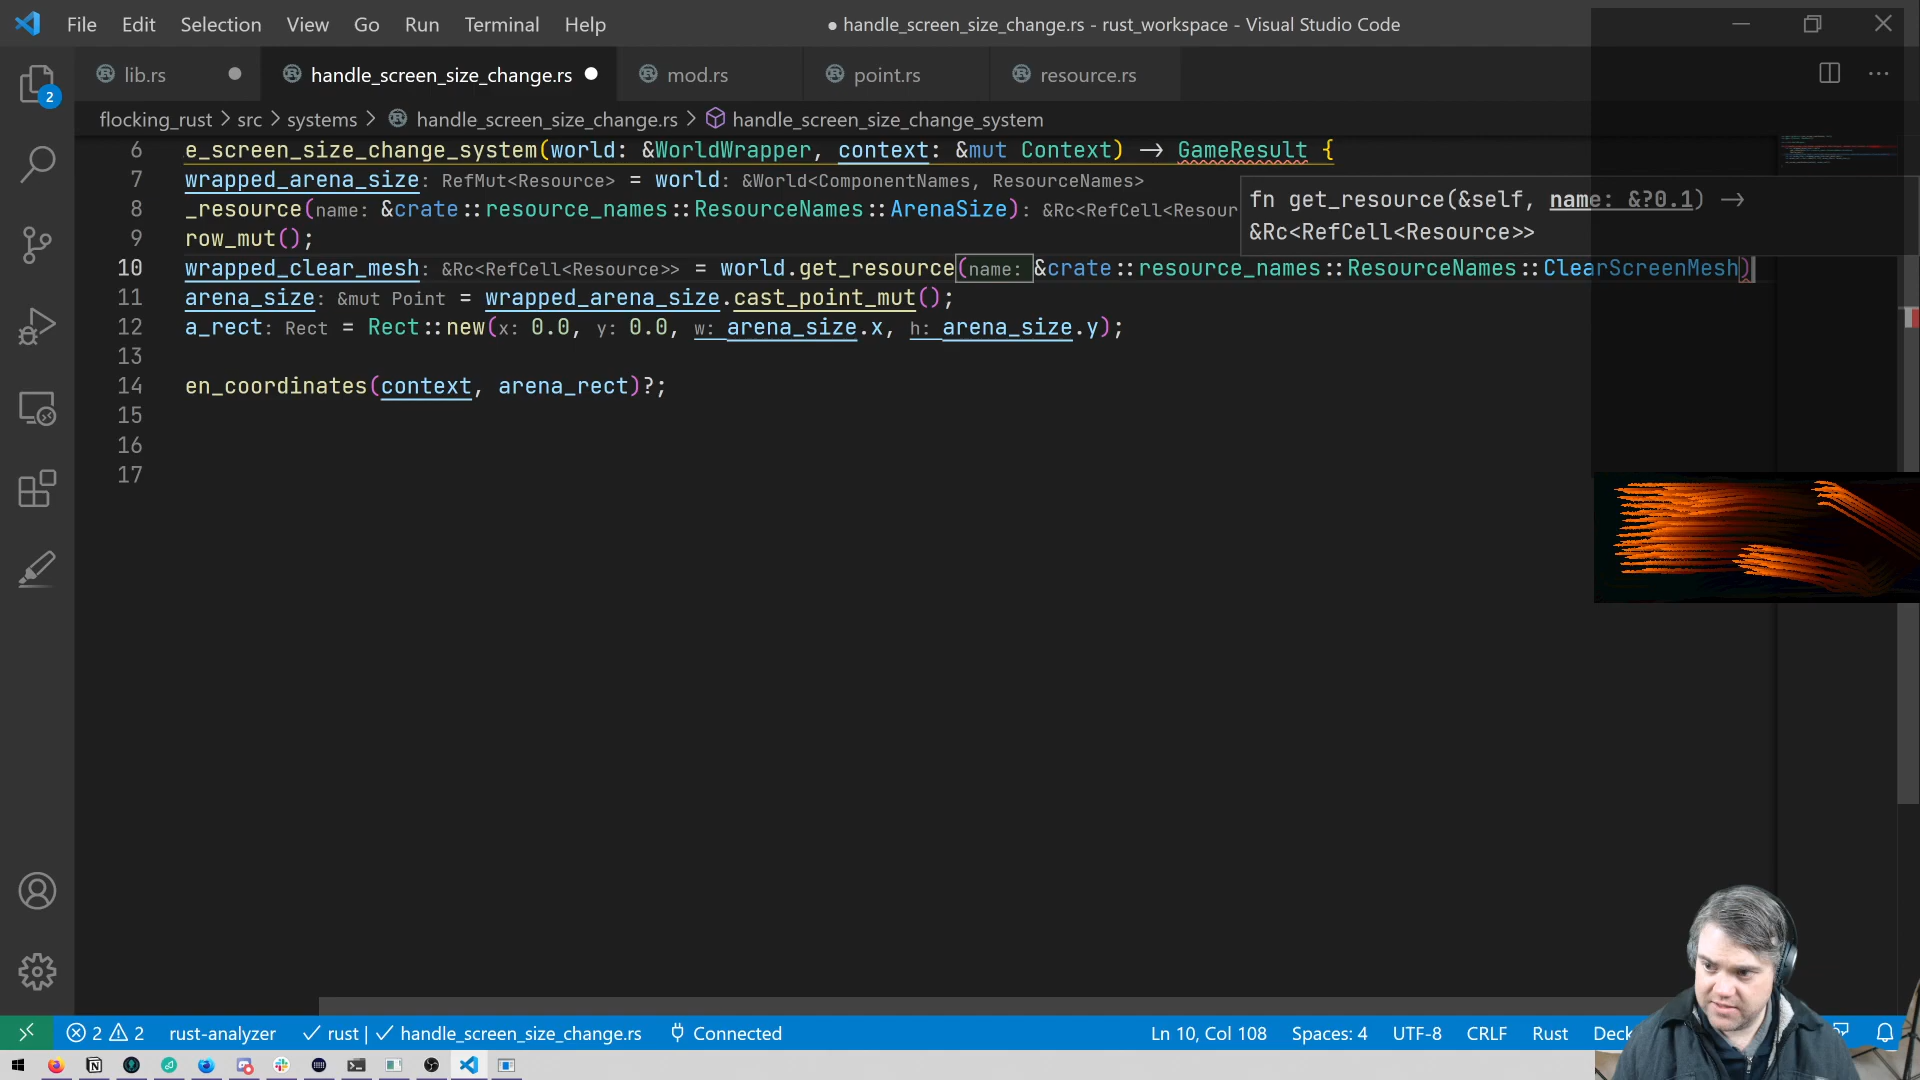 File Edit Selection View Go Run Terminal Help
● handle_screen_size_change.rs - rust_workspace - Visual Studio Code
lib.rs handle_screen_size_change.rs mod.rs point.rs resource.rs
flocking_rust > src > systems > handle_screen_size_change.rs > handle_screen_size_change_system
6 e_screen_size_change_system(world: &WorldWrapper, context: &mut Context) → GameResult {
7 wrapped_arena_size: RefMut<Resource> = world: &World<ComponentNames, ResourceNames>
8 _resource(name: &crate::resource_names::ResourceNames::ArenaSize): &Rc<RefCell<Resour
9 row_mut();
10 wrapped_clear_mesh: &Rc<RefCell<Resource>> = world.get_resource(name: &crate::resource_names::ResourceNames::ClearScreenMesh)
11 arena_size: &mut Point = wrapped_arena_size.cast_point_mut();
12 a_rect: Rect = Rect::new(x: 0.0, y: 0.0, w: arena_size.x, h: arena_size.y);
13
14 en_coordinates(context, arena_rect)?;
15
16
17
fn get_resource(&self, name: &?0.1) →
&Rc<RefCell<Resource>>
2
2 2 rust-analyzer rust | handle_screen_size_change.rs Connected Ln 10, Col 108 Spaces: 4 UTF-8 CRLF Rust Deck